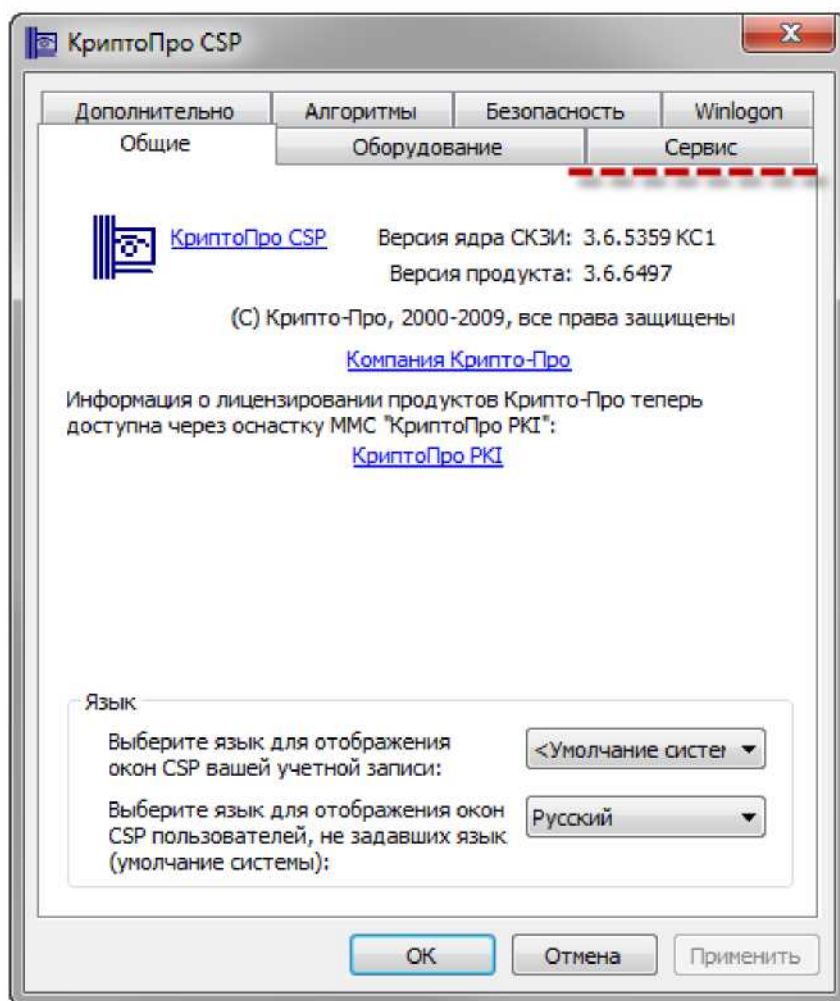 КриптоПро CSP
Дополнительно Алгоритмы Безопасность Winlogon
Общие Оборудование Сервис
КриптоПро CSP Версия ядра СКЗИ: 3.6.5359 КС1
Версия продукта: 3.6.6497
(С) Крипто-Про, 2000-2009, все права защищены
Компания Крипто-Про
Информация о лицензировании продуктов Крипто-Про теперь
доступна через оснастку ММС "КриптоПро PKI":
КриптоПро PKI
Язык
Выберите язык для отображения
окон CSP вашей учетной записи:
<Умолчание систе
Выберите язык для отображения окон
CSP пользователей, не задавших язык
(умолчание системы):
Русский
ОК Отмена Применить